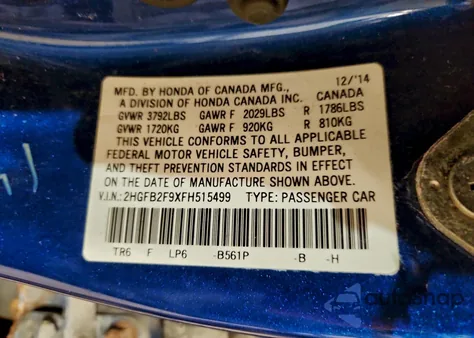 MFD. BY HONDA OF CANADA MFG., 12/'14
A DIVISION OF HONDA CANADA INC. CANADA
GVWR 3792LBS GAWR F 2029LBS R 1786LBS
GVWR 1720KG GAWR F 920KG R 810KG
THIS VEHICLE CONFORMS TO ALL APPLICABLE
FEDERAL MOTOR VEHICLE SAFETY, BUMPER,
AND THEFT PREVENTION STANDARDS IN EFFECT
ON THE DATE OF MANUFACTURE SHOWN ABOVE.
V.I.N.: 2HGFB2F9XFH515499 TYPE: PASSENGER CAR
TR6 F LP6 -B561P -B -H
autoshop